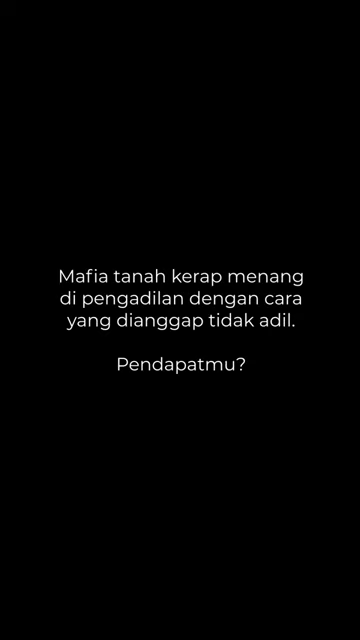 Mafia tanah kerap menang
di pengadilan dengan cara
yang dianggap tidak adil.
Pendapatmu?